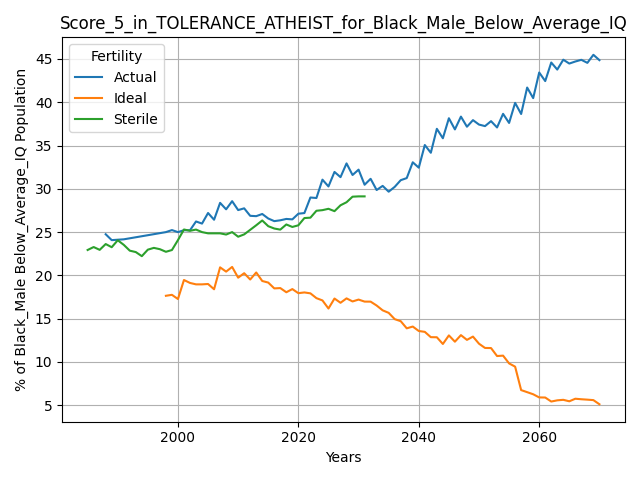 Score_5_in_TOLERANCE_ATHEIST_for_Black_Male_Below_Average_IQ
% of Black_Male Below_Average_IQ Population
45
40
35
30
25
20
15
10
5
Fertility
Actual
Ideal
Sterile
2000 2020 2040 2060
Years